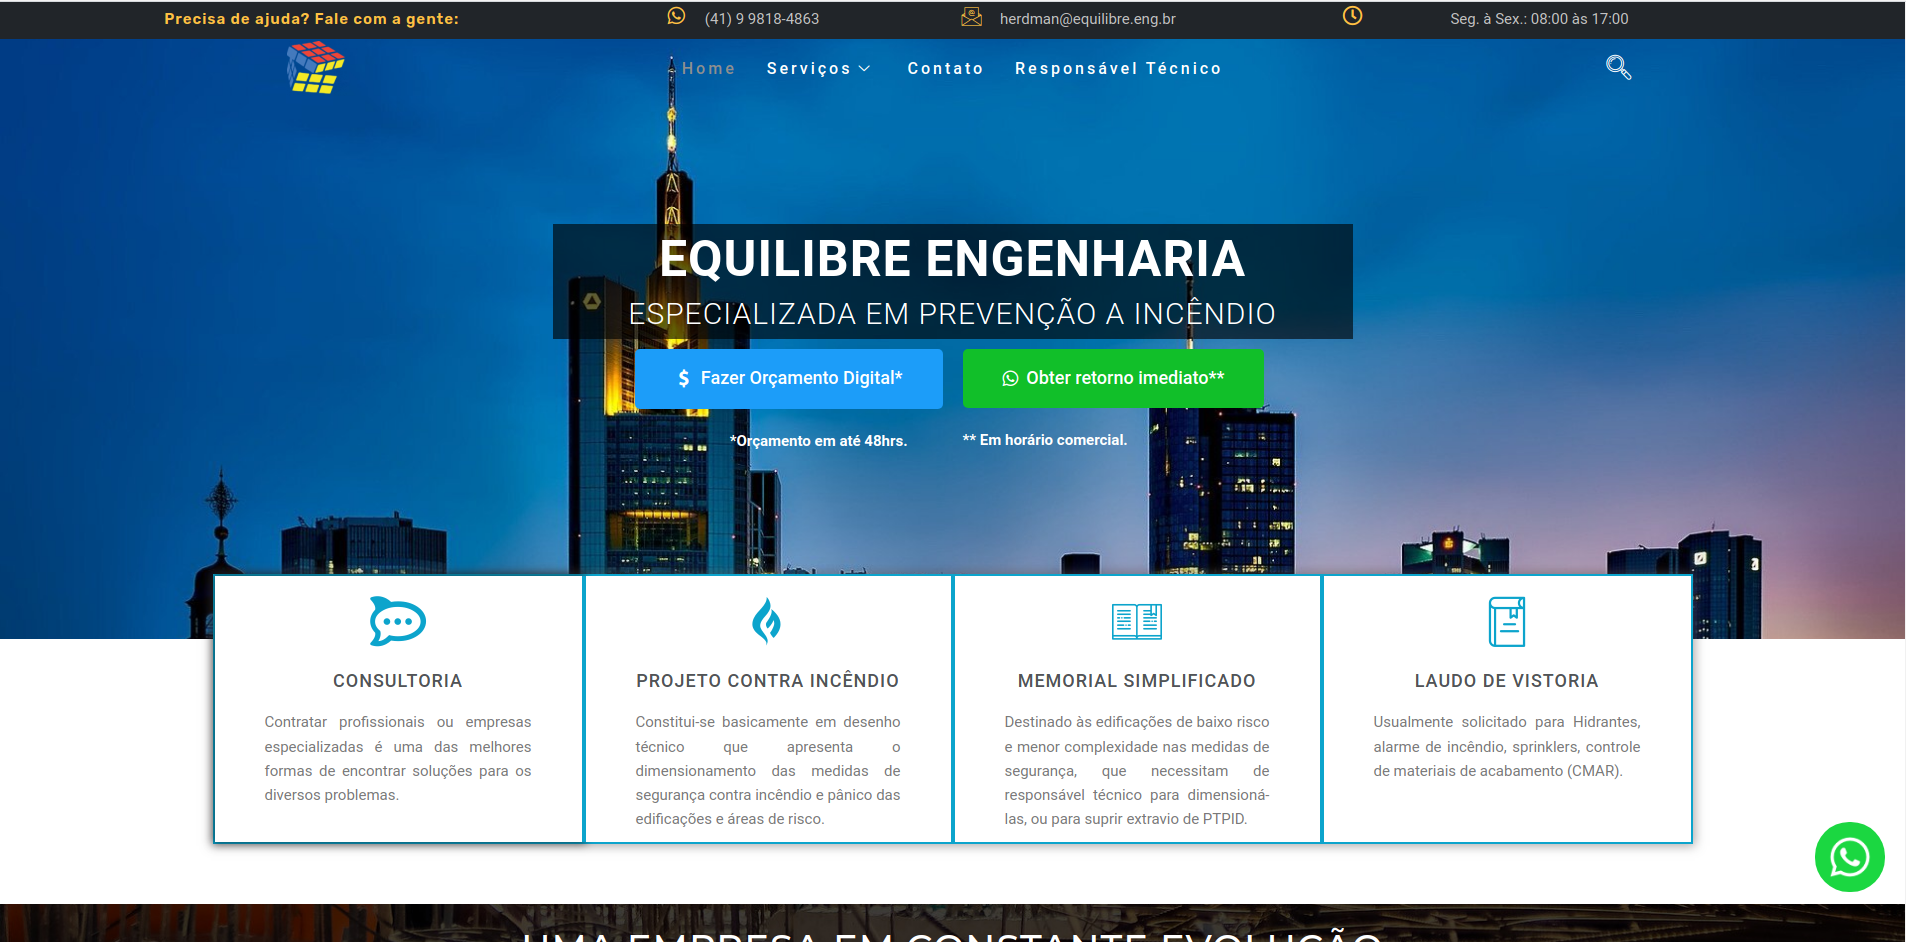 Precisa de ajuda? Fale com a gente:
(41) 9 9818-4863
herdman@equilibre.eng.br
Seg. à Sex.: 08:00 às 17:00
Home
Serviços
Contato
Responsável Técnico
EQUILIBRE ENGENHARIA
ESPECIALIZADA EM PREVENÇÃO A INCÊNDIO
$ Fazer Orçamento Digital*
Obter retorno imediato**
*Orçamento em até 48hrs.
** Em horário comercial.
CONSULTORIA
Contratar profissionais ou empresas
especializadas é uma das melhores
formas de encontrar soluções para os
diversos problemas.
PROJETO CONTRA INCÊNDIO
Constitui-se basicamente em desenho
técnico que apresenta o
dimensionamento das medidas de
segurança contra incêndio e pânico das
edificações e áreas de risco.
MEMORIAL SIMPLIFICADO
Destinado às edificações de baixo risco
e menor complexidade nas medidas de
segurança, que necessitam de
responsável técnico para dimensioná-
las, ou para suprir extravio de PTPID.
LAUDO DE VISTORIA
Usualmente solicitado para Hidrantes,
alarme de incêndio, sprinklers, controle
de materiais de acabamento (CMAR).
UMA EMPRESA EM CONSTANTE EVOLUÇÃO